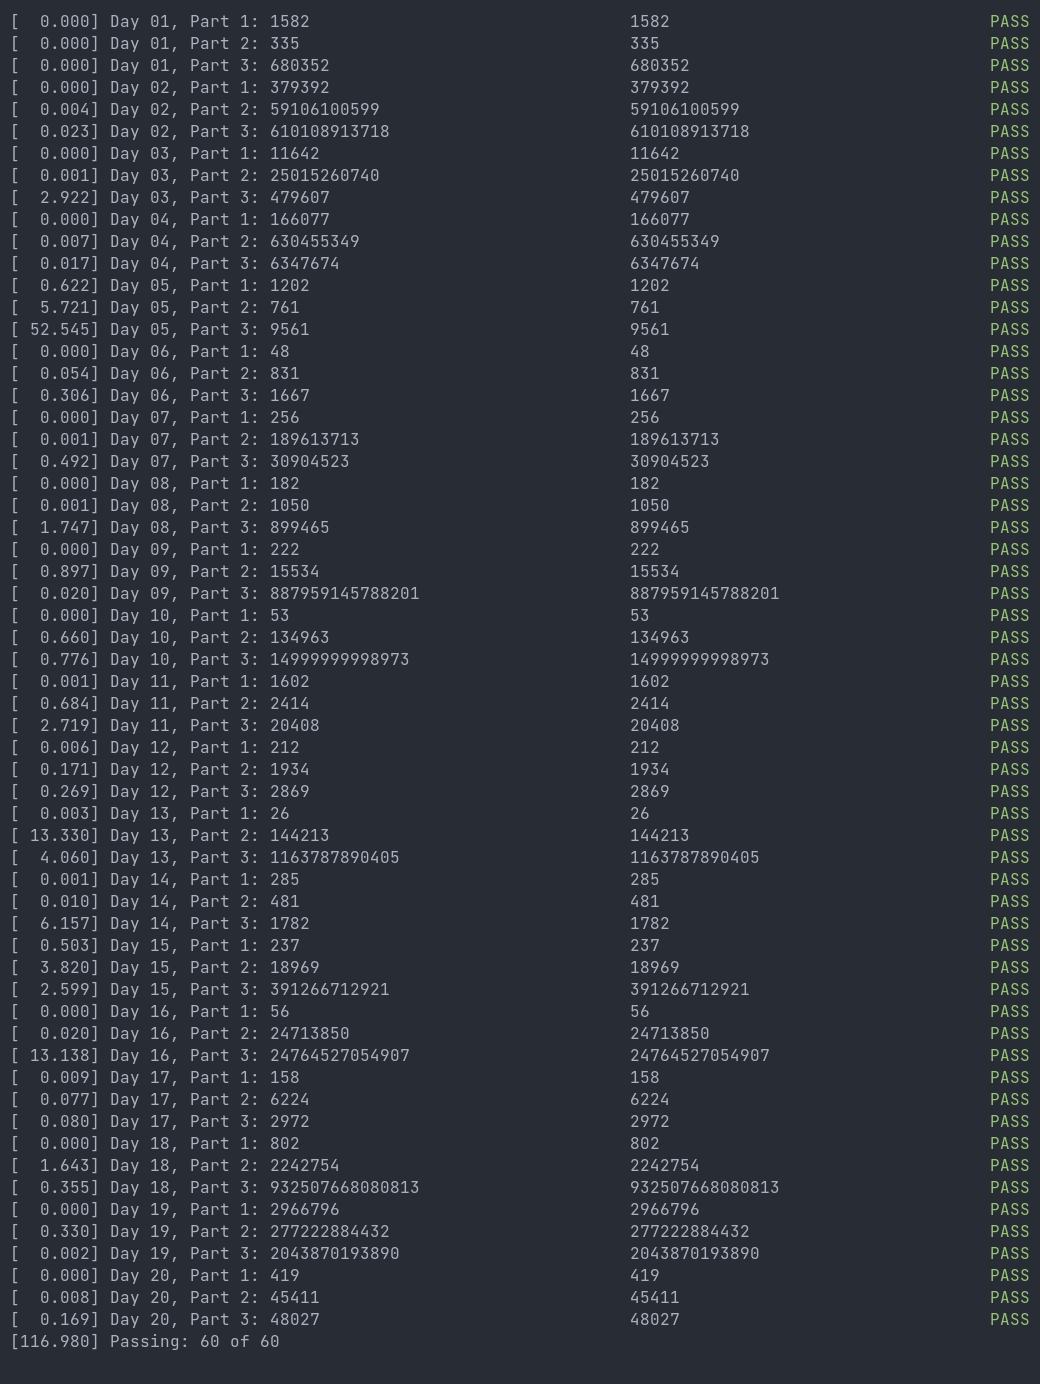 [  0.000] Day 01, Part 1: 1582                                1582                                PASS
[  0.000] Day 01, Part 2: 335                                 335                                 PASS
[  0.000] Day 01, Part 3: 680352                              680352                              PASS
[  0.000] Day 02, Part 1: 379392                              379392                              PASS
[  0.004] Day 02, Part 2: 59106100599                         59106100599                         PASS
[  0.023] Day 02, Part 3: 610108913718                        610108913718                        PASS
[  0.000] Day 03, Part 1: 11642                               11642                               PASS
[  0.001] Day 03, Part 2: 25015260740                         25015260740                         PASS
[  2.922] Day 03, Part 3: 479607                              479607                              PASS
[  0.000] Day 04, Part 1: 166077                              166077                              PASS
[  0.007] Day 04, Part 2: 630455349                           630455349                           PASS
[  0.017] Day 04, Part 3: 6347674                             6347674                             PASS
[  0.622] Day 05, Part 1: 1202                                1202                                PASS
[  5.721] Day 05, Part 2: 761                                 761                                 PASS
[ 52.545] Day 05, Part 3: 9561                                9561                                PASS
[  0.000] Day 06, Part 1: 48                                  48                                  PASS
[  0.054] Day 06, Part 2: 831                                 831                                 PASS
[  0.306] Day 06, Part 3: 1667                                1667                                PASS
[  0.000] Day 07, Part 1: 256                                 256                                 PASS
[  0.001] Day 07, Part 2: 189613713                           189613713                           PASS
[  0.492] Day 07, Part 3: 30904523                            30904523                            PASS
[  0.000] Day 08, Part 1: 182                                 182                                 PASS
[  0.001] Day 08, Part 2: 1050                                1050                                PASS
[  1.747] Day 08, Part 3: 899465                              899465                              PASS
[  0.000] Day 09, Part 1: 222                                 222                                 PASS
[  0.897] Day 09, Part 2: 15534                               15534                               PASS
[  0.020] Day 09, Part 3: 887959145788201                     887959145788201                     PASS
[  0.000] Day 10, Part 1: 53                                  53                                  PASS
[  0.660] Day 10, Part 2: 134963                              134963                              PASS
[  0.776] Day 10, Part 3: 14999999998973                      14999999998973                      PASS
[  0.001] Day 11, Part 1: 1602                                1602                                PASS
[  0.684] Day 11, Part 2: 2414                                2414                                PASS
[  2.719] Day 11, Part 3: 20408                               20408                               PASS
[  0.006] Day 12, Part 1: 212                                 212                                 PASS
[  0.171] Day 12, Part 2: 1934                                1934                                PASS
[  0.269] Day 12, Part 3: 2869                                2869                                PASS
[  0.003] Day 13, Part 1: 26                                  26                                  PASS
[ 13.330] Day 13, Part 2: 144213                              144213                              PASS
[  4.060] Day 13, Part 3: 1163787890405                       1163787890405                       PASS
[  0.001] Day 14, Part 1: 285                                 285                                 PASS
[  0.010] Day 14, Part 2: 481                                 481                                 PASS
[  6.157] Day 14, Part 3: 1782                                1782                                PASS
[  0.503] Day 15, Part 1: 237                                 237                                 PASS
[  3.820] Day 15, Part 2: 18969                               18969                               PASS
[  2.599] Day 15, Part 3: 391266712921                        391266712921                        PASS
[  0.000] Day 16, Part 1: 56                                  56                                  PASS
[  0.020] Day 16, Part 2: 24713850                            24713850                            PASS
[ 13.138] Day 16, Part 3: 24764527054907                      24764527054907                      PASS
[  0.009] Day 17, Part 1: 158                                 158                                 PASS
[  0.077] Day 17, Part 2: 6224                                6224                                PASS
[  0.080] Day 17, Part 3: 2972                                2972                                PASS
[  0.000] Day 18, Part 1: 802                                 802                                 PASS
[  1.643] Day 18, Part 2: 2242754                             2242754                             PASS
[  0.355] Day 18, Part 3: 932507668080813                     932507668080813                     PASS
[  0.000] Day 19, Part 1: 2966796                             2966796                             PASS
[  0.330] Day 19, Part 2: 277222884432                        277222884432                        PASS
[  0.002] Day 19, Part 3: 2043870193890                       2043870193890                       PASS
[  0.000] Day 20, Part 1: 419                                 419                                 PASS
[  0.008] Day 20, Part 2: 45411                               45411                               PASS
[  0.169] Day 20, Part 3: 48027                               48027                               PASS
[116.980] Passing: 60 of 60